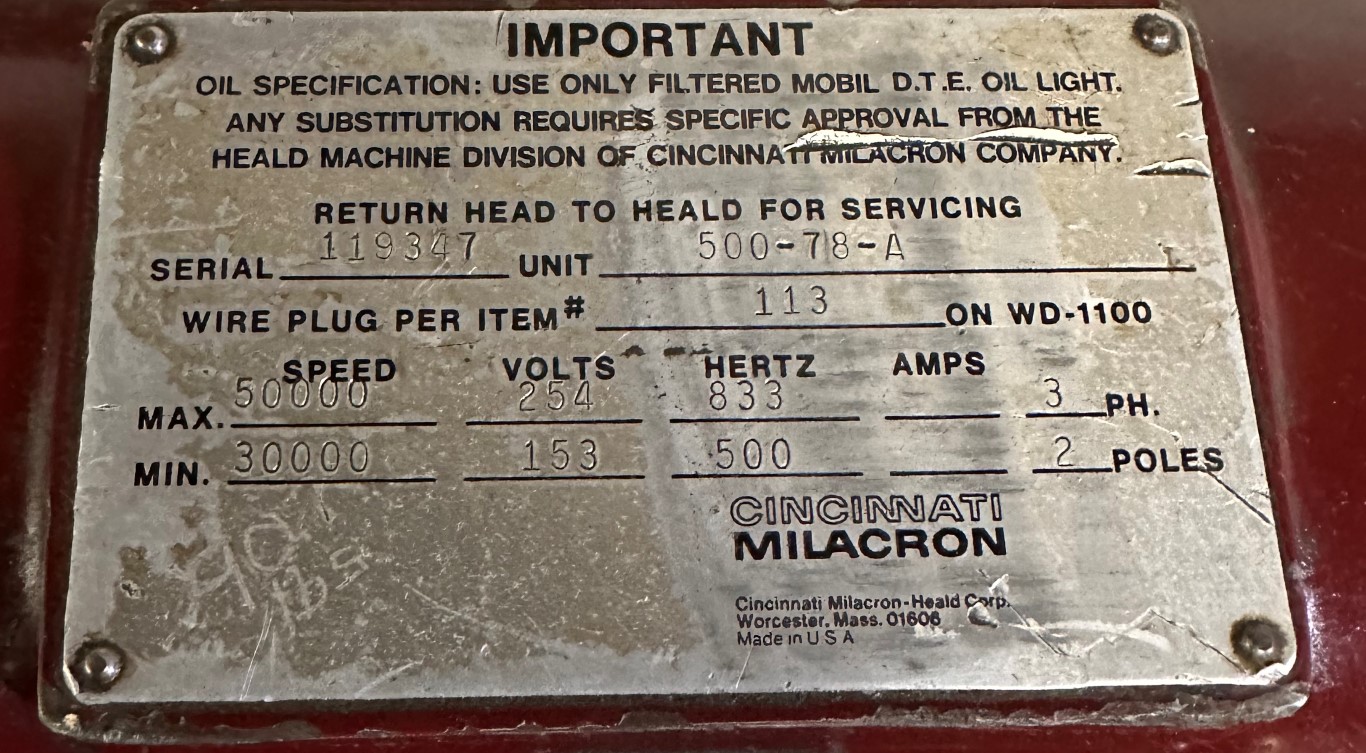 IMPORTANT
OIL SPECIFICATION: USE ONLY FILTERED MOBIL D.T.E. OIL LIGHT.
ANY SUBSTITUTION REQUIRES SPECIFIC APPROVAL FROM THE
HEALD MACHINE DIVISION OF CINCINNATI MILACRON COMPANY.
RETURN HEAD TO HEALD FOR SERVICING
SERIAL 119347 UNIT 500-78-A
WIRE PLUG PER ITEM# 113 ON WD-1100
SPEED VOLTS HERTZ AMPS
MAX. 50000 254 833 3 PH.
MIN. 30000 153 500 2 POLES
CINCINNATI
MILACRON
Cincinnati Milacron-Heald Corp.
Worcester, Mass. 01606
Made in U S A